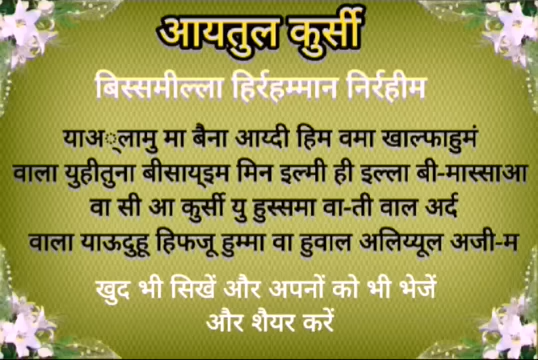 आयतुल कुर्सी
बिस्समील्ला हिर्रहम्मान निर्रहीम
याअ्लामु मा बैना आय्दी हिम वमा खाल्फाहुमं
वाला युहीतुना बीसाय्इम मिन इल्मी ही इल्ला बी-मास्साआ
वा सी आ कुर्सी यु हुस्समा वा-ती वाल अर्द
वाला याऊदुहू हिफजू हुम्मा वा हुवाल अलिय्यूल अजी-म
खुद भी सिखें और अपनों को भी भेजें
और शैयर करें